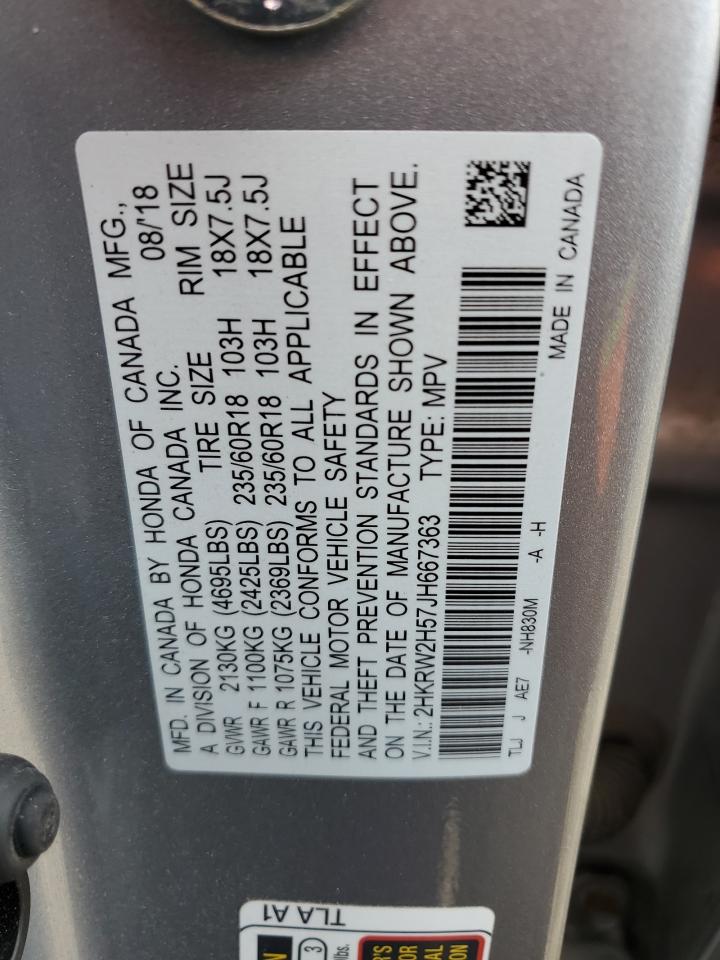 MFD. IN CANADA BY HONDA OF CANADA MFG.,
A DIVISION OF HONDA CANADA INC. 08/'18
GVWR 2130KG (4695LBS) TIRE SIZE RIM SIZE
GAWR F 1100KG (2425LBS) 235/60R18 103H 18X7.5J
GAWR R 1075KG (2369LBS) 235/60R18 103H 18X7.5J
THIS VEHICLE CONFORMS TO ALL APPLICABLE
FEDERAL MOTOR VEHICLE SAFETY
AND THEFT PREVENTION STANDARDS IN EFFECT
ON THE DATE OF MANUFACTURE SHOWN ABOVE.
V.I.N.: 2HKRW2H57JH667363 TYPE: MPV
TLJ J AE7 -NH830M -A -H
MADE IN CANADA
TLA A1
N
3
lbs.